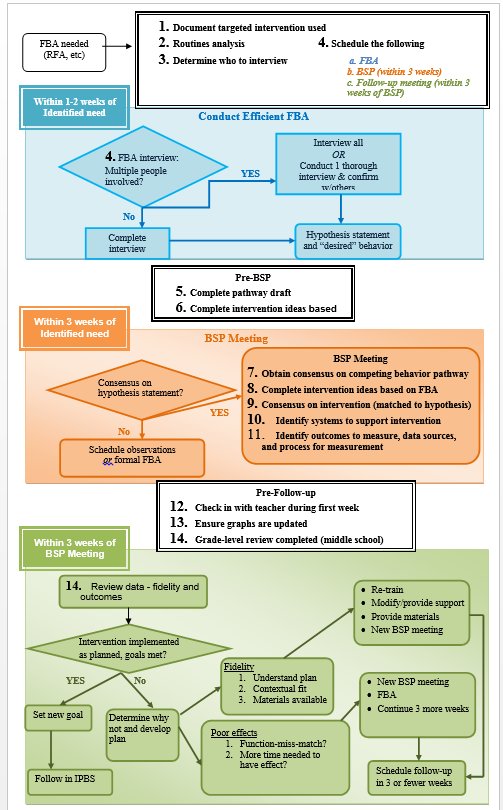 FBA needed
(RFA, etc)
1. Document targeted intervention used
2. Routines analysis
3. Determine who to interview
4. Schedule the following
a. FBA
b. BSP (within 3 weeks)
c. Follow-up meeting (within 3
weeks of BSP)
Within 1-2 weeks of
Identified need
Conduct Efficient FBA
4. FBA interview:
Multiple people
involved?
YES
Interview all
OR
Conduct 1 thorough
interview & confirm
w/others
No
Complete
interview
Hypothesis statement
and “desired” behavior
Pre-BSP
5. Complete pathway draft
6. Complete intervention ideas based
Within 3 weeks of
Identified need
BSP Meeting
Consensus on
hypothesis statement?
YES
No
Schedule observations
or formal FBA
BSP Meeting
7. Obtain consensus on competing behavior pathway
8. Complete intervention ideas based on FBA
9. Consensus on intervention (matched to hypothesis)
10. Identify systems to support intervention
11. Identify outcomes to measure, data sources,
and process for measurement
Pre-Follow-up
12. Check in with teacher during first week
13. Ensure graphs are updated
14. Grade-level review completed (middle school)
Within 3 weeks of
BSP Meeting
14. Review data - fidelity and
outcomes
Intervention implemented
as planned, goals met?
YES
No
Set new goal
Follow in IPBS
Determine why
not and develop
plan
Fidelity
1. Understand plan
2. Contextual fit
3. Materials available
Poor effects
1. Function-miss-match?
2. More time needed to
have effect?
• Re-train
• Modify/provide support
• Provide materials
• New BSP meeting
• New BSP meeting
• FBA
• Continue 3 more weeks
Schedule follow-up
in 3 or fewer weeks